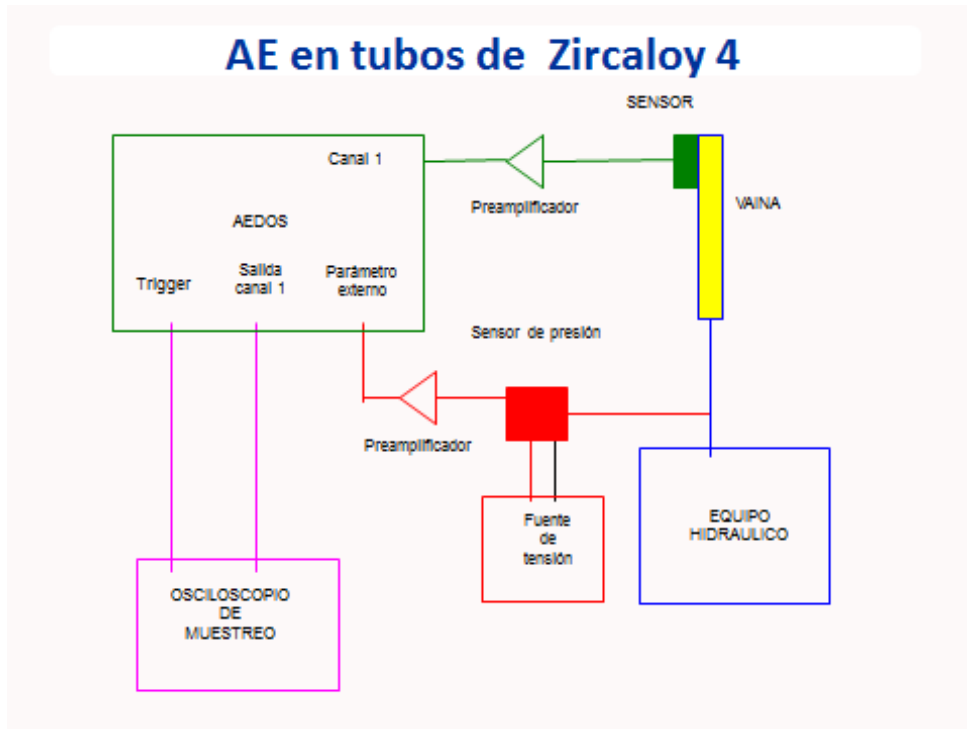 AE en tubos de Zircaloy 4
SENSOR
Canal 1
Preamplificador
VAINA
AEDOS
Trigger
Salida
canal 1
Parámetro
externo
Sensor de presión
Preamplificador
Fuente
de
tensión
EQUIPO
HIDRAULICO
OSCILOSCOPIO
DE
MUESTREO